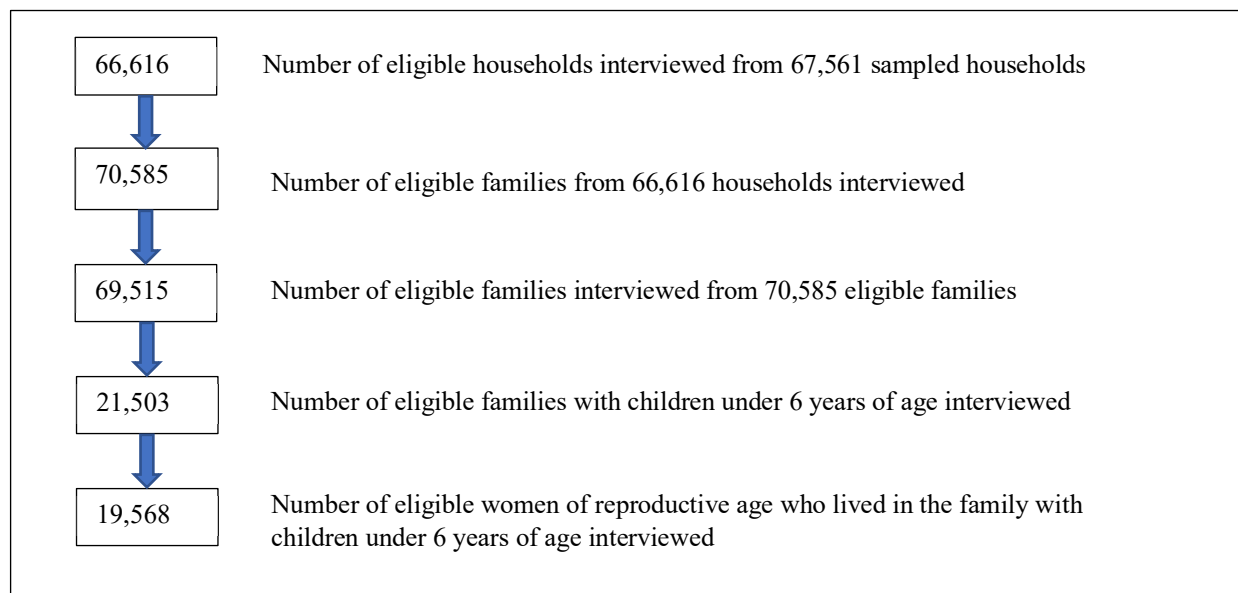 66,616 Number of eligible households interviewed from 67,561 sampled households
70,585 Number of eligible families from 66,616 households interviewed
69,515 Number of eligible families interviewed from 70,585 eligible families
21,503 Number of eligible families with children under 6 years of age interviewed
19,568 Number of eligible women of reproductive age who lived in the family with
children under 6 years of age interviewed